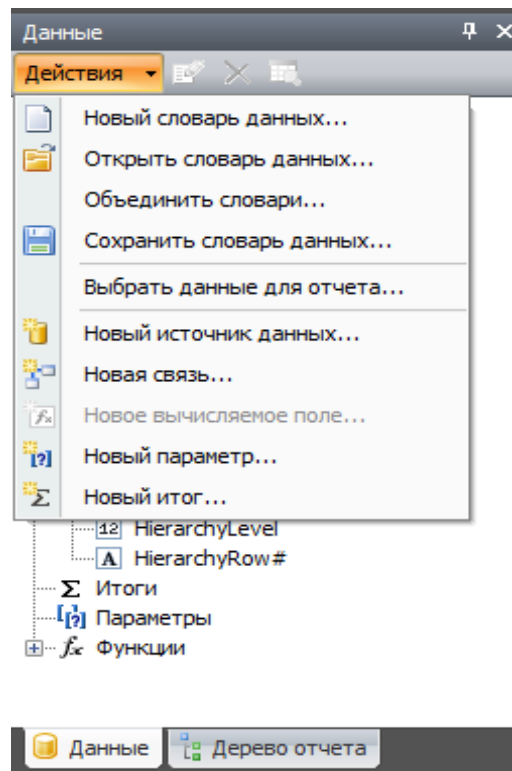 Данные
Действия
Новый словарь данных...
Открыть словарь данных...
Объединить словари...
Сохранить словарь данных...
Выбрать данные для отчета...
Новый источник данных...
Новая связь...
Новое вычисляемое поле...
Новый параметр...
Новый итог...
HierarchyLevel
HierarchyRow#
Итоги
Параметры
Функции
Данные Дерево отчета